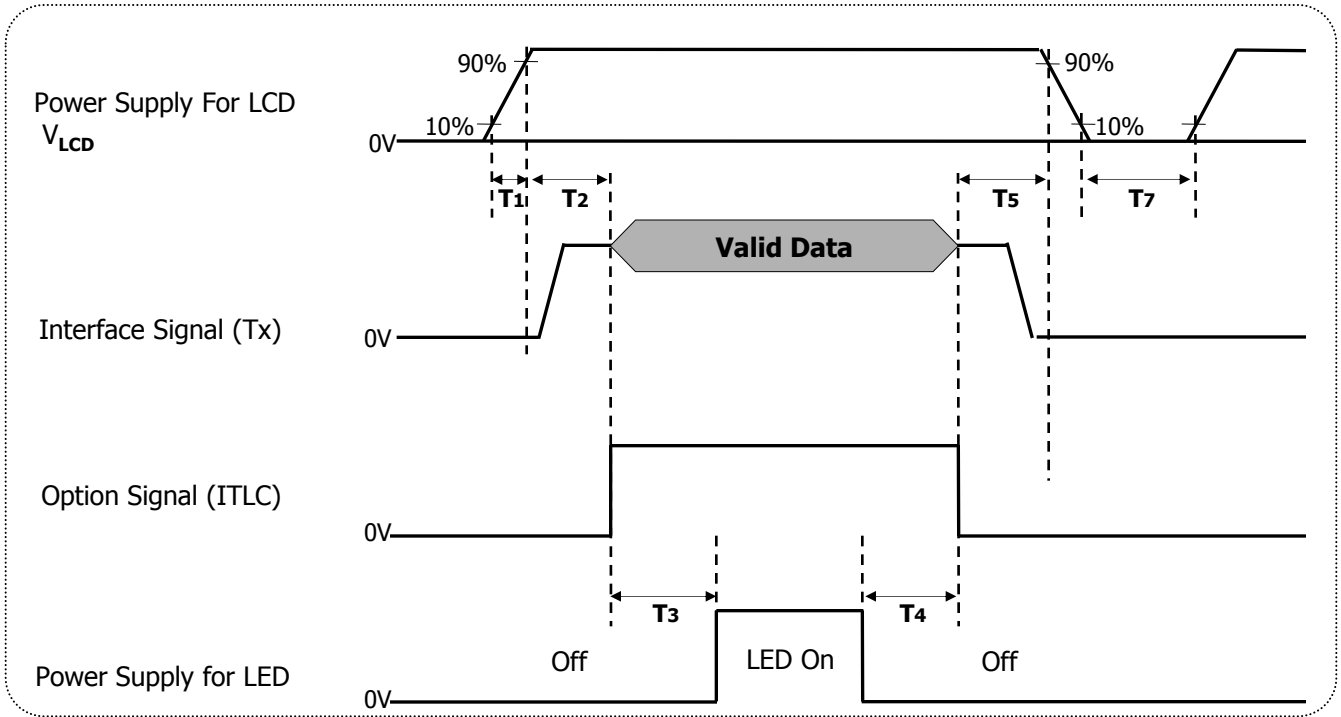 90%
90%
Power Supply For LCD
VLCD
10%
10%
0V
T1
T2
T5
T7
Valid Data
Interface Signal (Tx)
0V
Option Signal (ITLC)
0V
T3
T4
Off
LED On
Off
Power Supply for LED
0V